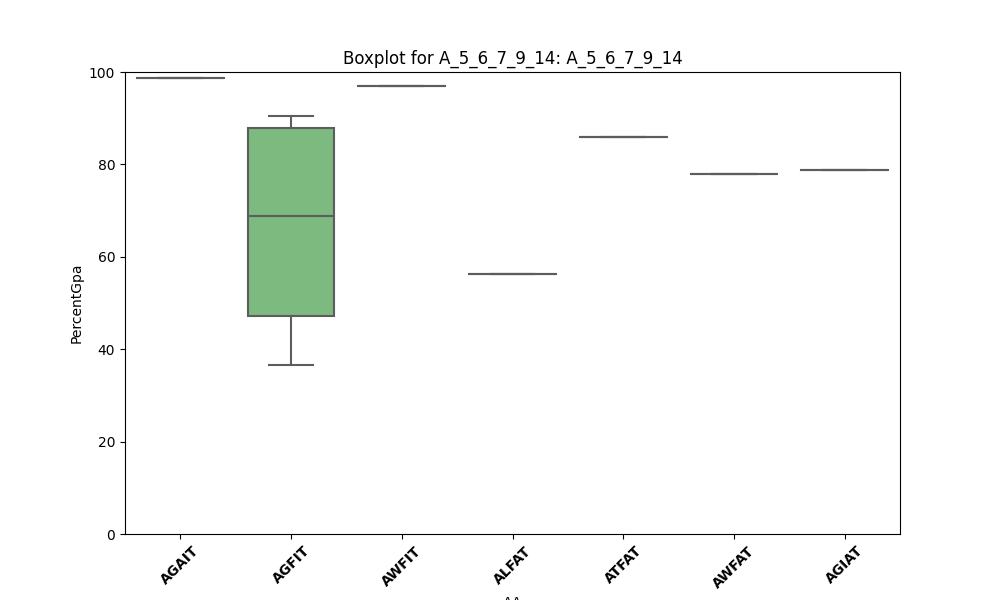 Boxplot for A_5_6_7_9_14: A_5_6_7_9_14
100
80
60
40
20
0
PercentGpa
AGAIT
AGFIT
AWFIT
ALFAT
ATFAT
AWFAT
AGIAT